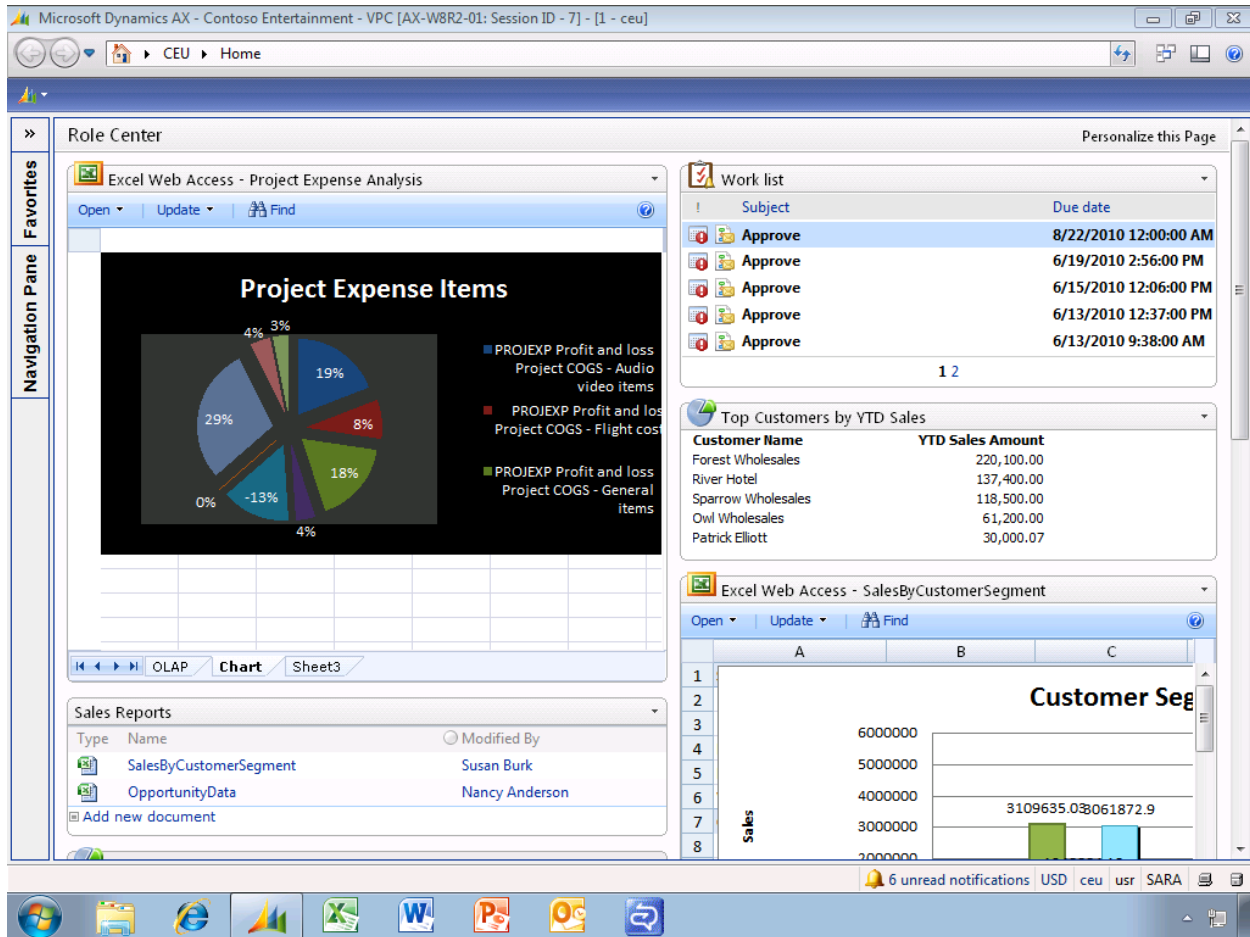 Microsoft Dynamics AX - Contoso Entertainment - VPC [AX-W8R2-01: Session ID - 7] - [1 - ceu]
CEU Home
Role Center
Personalize this Page
Favorites
Navigation Pane
Excel Web Access - Project Expense Analysis
Open Update Find
Project Expense Items
4% 3%
19%
29%
8%
18%
0%
-13%
4%
PROJEXP Profit and loss
Project COGS - Audio
video items
PROJEXP Profit and los
Project COGS - Flight cost
PROJEXP Profit and loss
Project COGS - General
items
OLAP Chart Sheet3
Sales Reports
Type Name Modified By
SalesByCustomerSegment Susan Burk
OpportunityData Nancy Anderson
Add new document
Work list
! Subject Due date
Approve 8/22/2010 12:00:00 AM
Approve 6/19/2010 2:56:00 PM
Approve 6/15/2010 12:06:00 PM
Approve 6/13/2010 12:37:00 PM
Approve 6/13/2010 9:38:00 AM
1 2
Top Customers by YTD Sales
Customer Name YTD Sales Amount
Forest Wholesales 220,100.00
River Hotel 137,400.00
Sparrow Wholesales 118,500.00
Owl Wholesales 61,200.00
Patrick Elliott 30,000.07
Excel Web Access - SalesByCustomerSegment
Open Update Find
A B C
1
2
3
4
5
6
7
8
Customer Seg
6000000
5000000
4000000
3109635.03 3061872.9
3000000
2000000
Sales
6 unread notifications USD ceu usr SARA